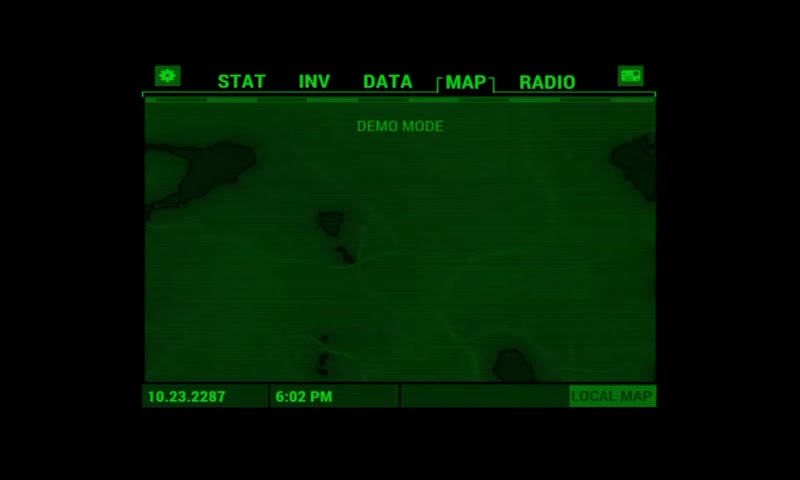 STAT INV DATA MAP RADIO
DEMO MODE
10.23.2287 6:02 PM LOCAL MAP